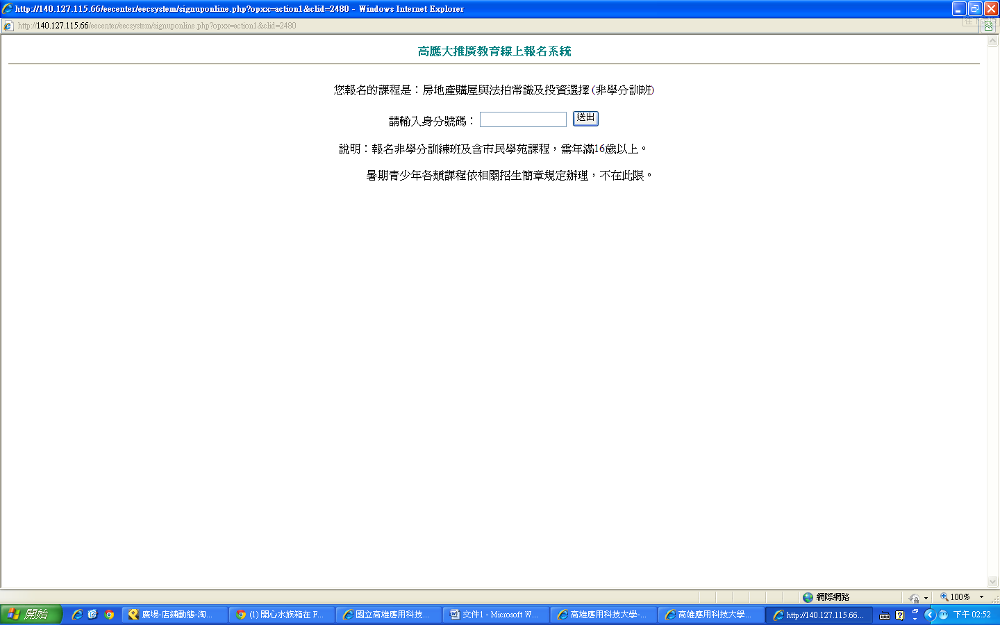 http://140.127.115.66/eecenter/eecsystem/signuponline.php?opxx=action1&clid=2480 - Windows Internet Explorer
http://140.127.115.66/eecenter/eecsystem/signuponline.php?opxx=action1&clid=2480
高應大推廣教育線上報名系統
您報名的課程是：房地產購屋與法拍常識及投資選擇 (非學分訓班)
請輸入身分號碼： 送出
說明：報名非學分訓練班及含市民學苑課程，需年滿16歲以上。
暑期青少年各類課程依相關招生簡章規定辦理，不在此限。
網際網路 100%
開始 廣場-店鋪動態-淘... (1) 開心水族箱在 F... 國立高雄應用科技... 文件1 - Microsoft W... 高雄應用科技大學-... 高雄應用科技大學... http://140.127.115.66... 下午 02:52